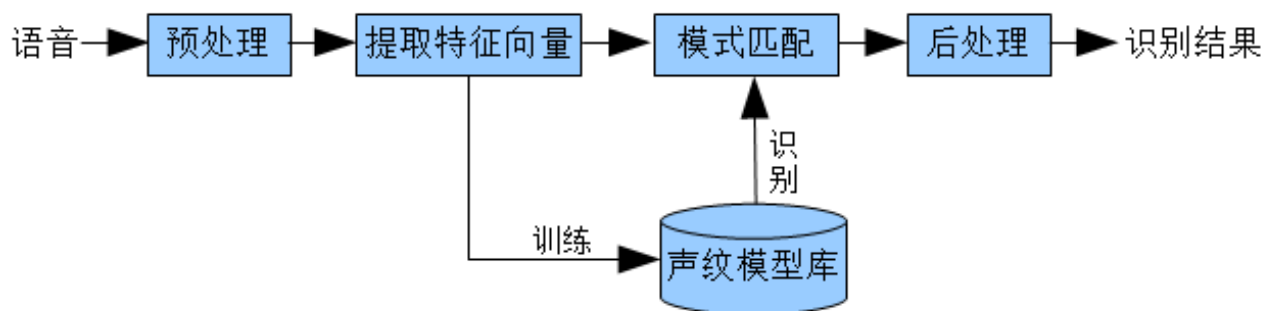 语音
预处理
提取特征向量
模式匹配
后处理
识别结果
识别
训练
声纹模型库